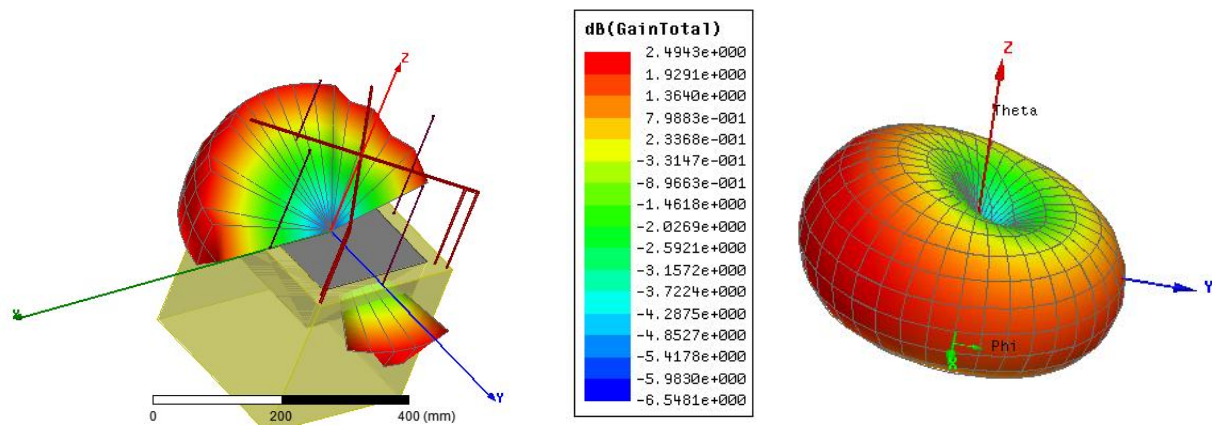 Z
X
Y
0 200 400 (mm)
dB(GainTotal)
2.4943e+000
1.9291e+000
1.3640e+000
7.9883e-001
2.3368e-001
-3.3147e-001
-8.9663e-001
-1.4618e+000
-2.0269e+000
-2.5921e+000
-3.1572e+000
-3.7224e+000
-4.2875e+000
-4.8527e+000
-5.4178e+000
-5.9830e+000
-6.5481e+000
Z
Theta
Y
Phi